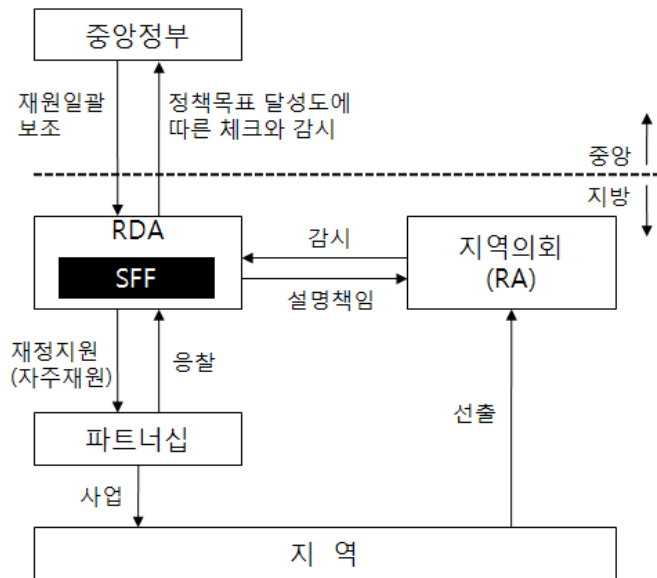 중앙정부
재원일괄
보조
정책목표 달성도에
따른 체크와 감시
중앙
지방
RDA
SFF
감시
설명책임
지역의회
(RA)
재정지원
(자주재원)
응찰
선출
파트너십
사업
지 역